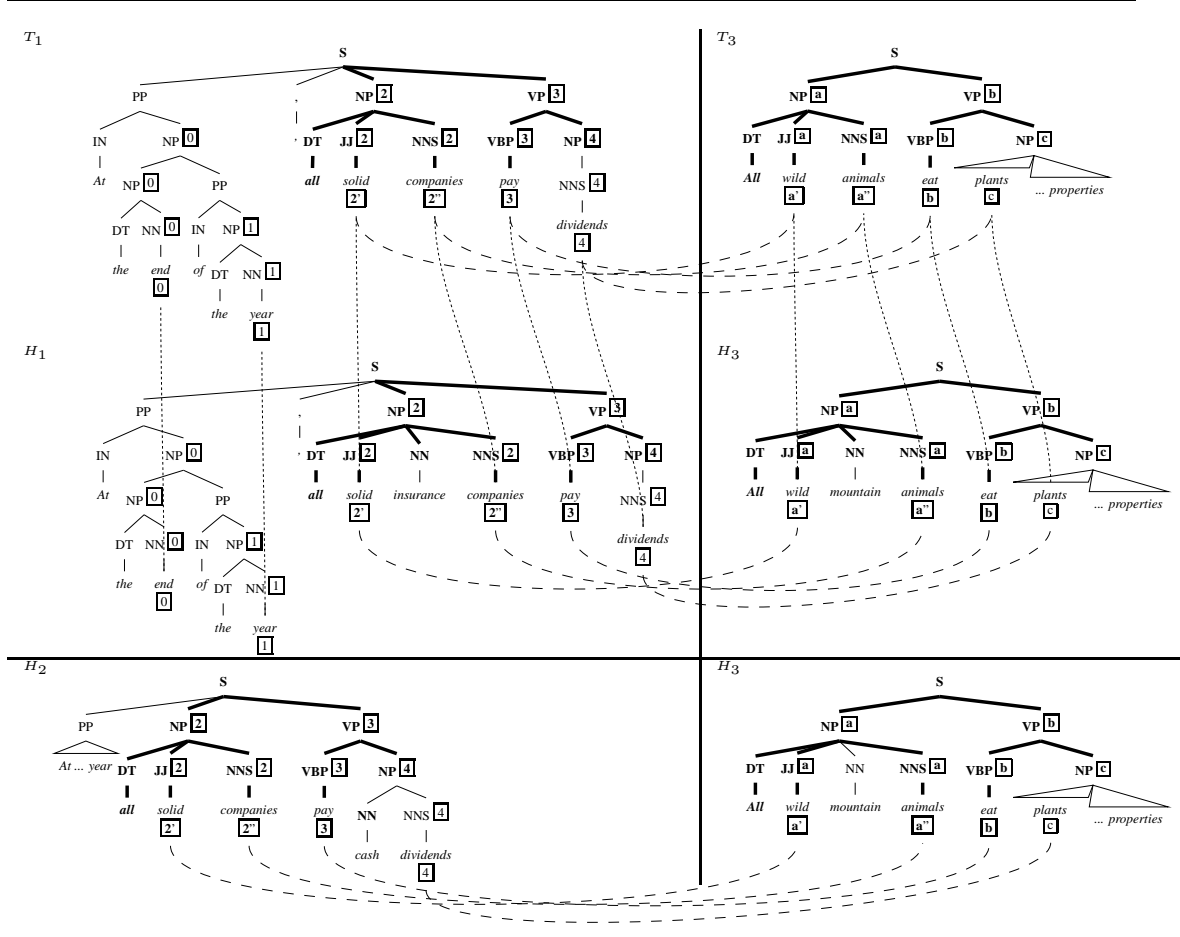 T1 T3
S S
PP , NP 2 VP 3 NP a VP b
IN NP 0 , DT JJ 2 NNS 2 VBP 3 NP 4 DT JJ a NNS a VBP b NP c
At all solid companies pay All wild animals eat plants ... properties
NP 0 PP 2' 2'' 3 NNS 4 a' a'' b c
DT NN 0 IN NP 1 dividends
the end of DT NN 1 4
0 the year
1
H1 H3
S S
PP , NP 2 VP 3 NP a VP b
IN NP 0 , DT JJ 2 NN NNS 2 VBP 3 NP 4 DT JJ a NN NNS a VBP b NP c
At all solid insurance companies pay All wild mountain animals eat plants ... properties
NP 0 PP 2' 2'' 3 NNS 4 a' a'' b c
DT NN 0 IN NP 1 dividends
the end of DT NN 1 4
0 the year
1
H2 H3
S S
PP NP 2 VP 3 NP a VP b
At ... year DT JJ 2 NNS 2 VBP 3 NP 4 DT JJ a NN NNS a VBP b NP c
all solid companies pay NN NNS 4 All wild mountain animals eat plants ... properties
2' 2'' 3 cash dividends a' a'' b c
4